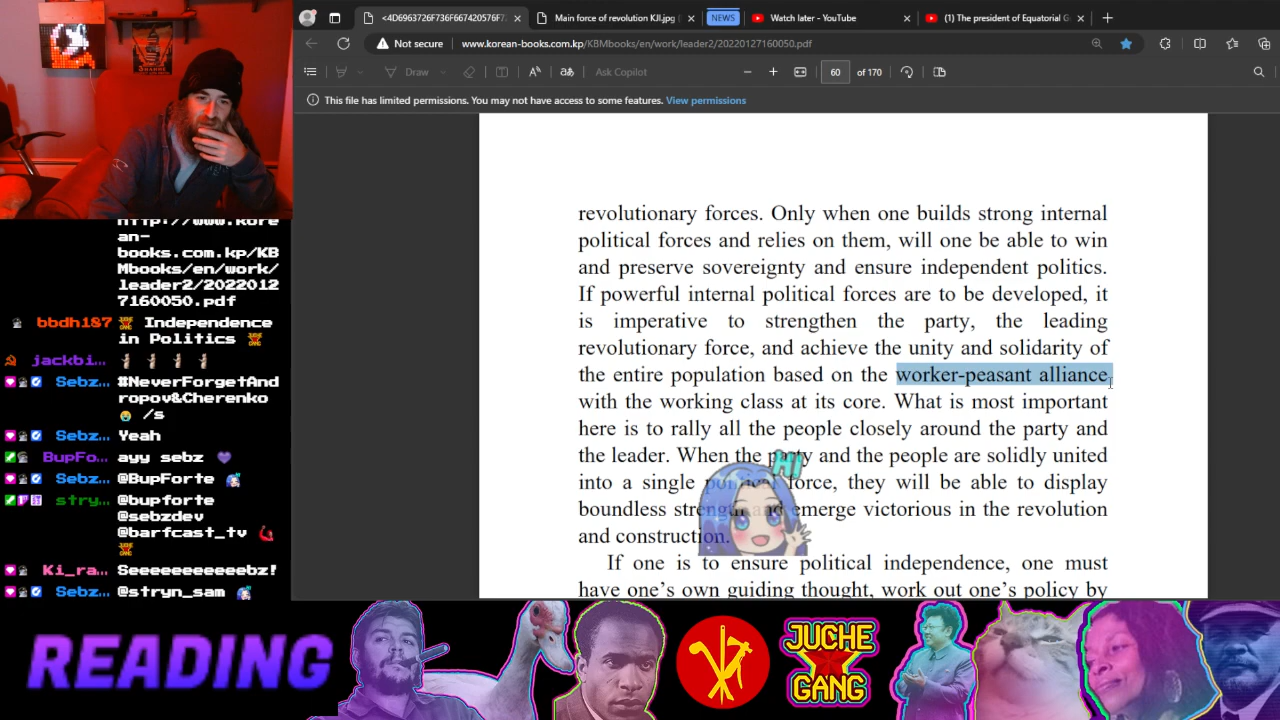 <4D6963726F736F667420576F7
Main force of revolution KJI.jpg (
NEWS
Watch later - YouTube
(1) The president of Equatorial G
Not secure
www.korean-books.com.kp/KBMbooks/en/work/leader2/20220127160050.pdf
Draw
Ask Copilot
60
of 170
This file has limited permissions. You may not have access to some features. View permissions
revolutionary forces. Only when one builds strong internal
political forces and relies on them, will one be able to win
and preserve sovereignty and ensure independent politics.
If powerful internal political forces are to be developed, it
is imperative to strengthen the party, the leading
revolutionary force, and achieve the unity and solidarity of
the entire population based on the worker-peasant alliance
with the working class at its core. What is most important
here is to rally all the people closely around the party and
the leader. When the party and the people are solidly united
into a single political force, they will be able to display
boundless strength and emerge victorious in the revolution
and construction.
If one is to ensure political independence, one must
have one's own guiding thought, work out one's policy by
HI
http://www.kore
an-
books.com.kp/KB
Mbooks/en/work/
leader2/2022012
7160050.pdf
bbdh187 Independence
in Politics
jackbi...
Sebz... #NeverForgetAnd
ropov&Cherenko
/s
Sebz... Yeah
BupFo... ayy sebz
Sebz... @BupForte
stry... @bupforte
@sebzdev
@barfcast_tv
Ki_ra... Seeeeeeeeeeebz!
Sebz... @stryn_sam
READING
JUCHE
GANG